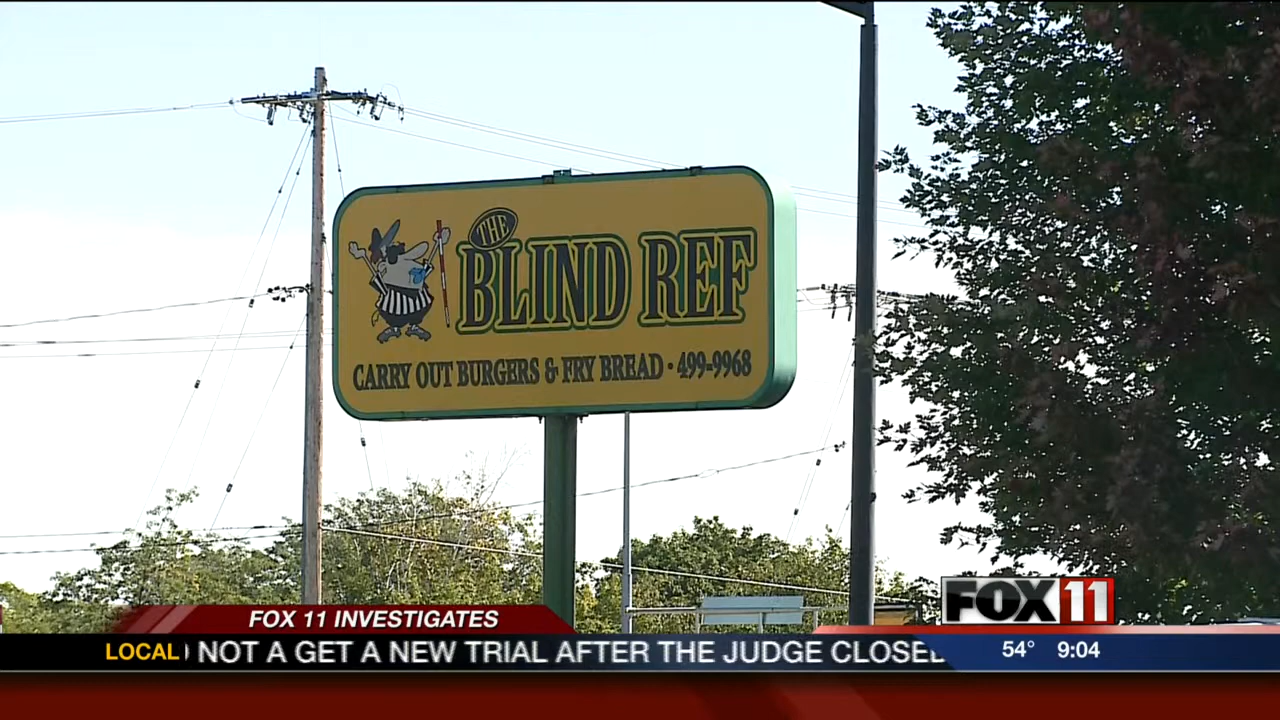 THE
BLIND REF
CARRY OUT BURGERS & FRY BREAD • 499-9968
FOX 11 INVESTIGATES
FOX 11
LOCAL NOT A GET A NEW TRIAL AFTER THE JUDGE CLOSED 54° 9:04